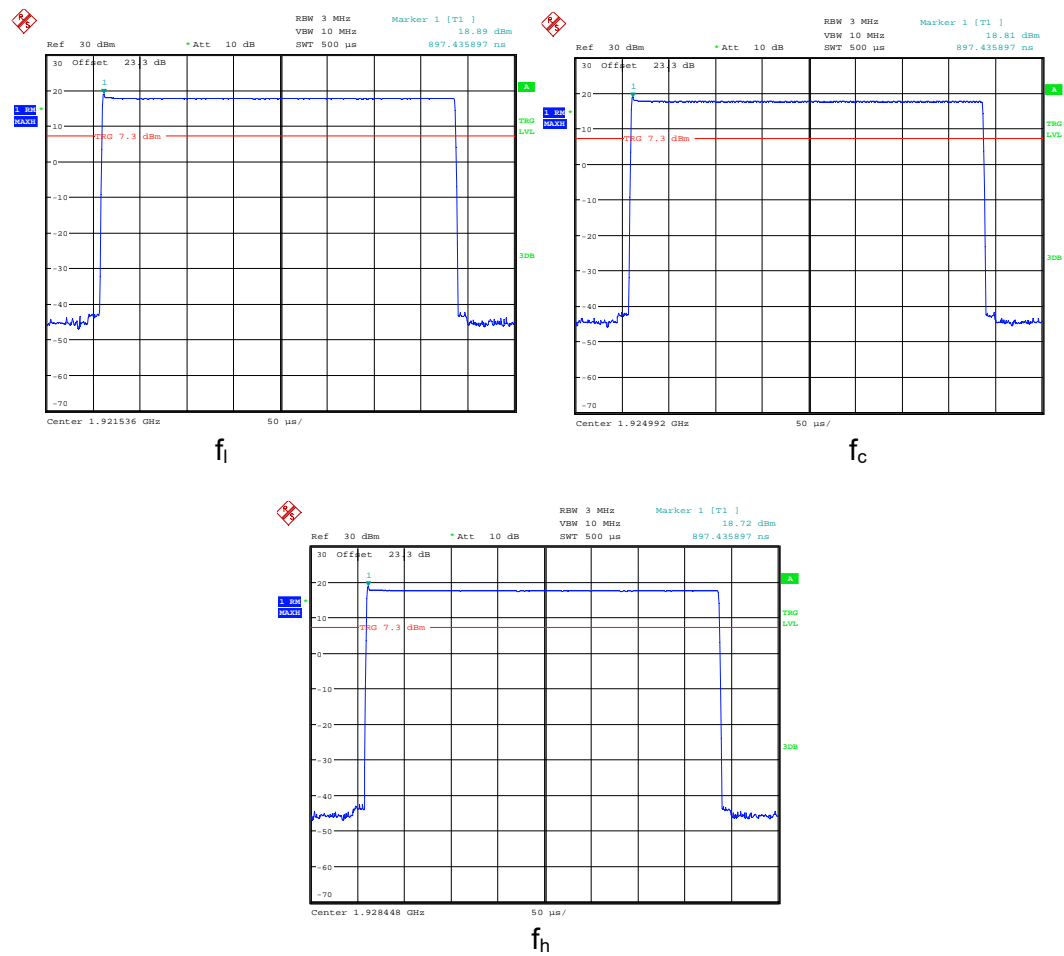 R/S
RBW 3 MHz Marker 1 [T1 ]
VBW 10 MHz 18.89 dBm
Ref 30 dBm * Att 10 dB SWT 500 µs 897.435897 ns
30 Offset 23.3 dB
A
1
20
1 RM *
MAXH
10
TRG
LVL
TRG 7.3 dBm
0
-10
-20
3DB
-30
-40
-50
-60
-70
Center 1.921536 GHz 50 µs/
fl
R/S
RBW 3 MHz Marker 1 [T1 ]
VBW 10 MHz 18.81 dBm
Ref 30 dBm * Att 10 dB SWT 500 µs 897.435897 ns
30 Offset 23.3 dB
A
1
20
1 RM *
MAXH
10
TRG
LVL
TRG 7.3 dBm
0
-10
-20
3DB
-30
-40
-50
-60
-70
Center 1.924992 GHz 50 µs/
fc
R/S
RBW 3 MHz Marker 1 [T1 ]
VBW 10 MHz 18.72 dBm
Ref 30 dBm * Att 10 dB SWT 500 µs 897.435897 ns
30 Offset 23.3 dB
A
1
20
1 RM *
MAXH
10
TRG
LVL
TRG 7.3 dBm
0
-10
-20
3DB
-30
-40
-50
-60
-70
Center 1.928448 GHz 50 µs/
fh